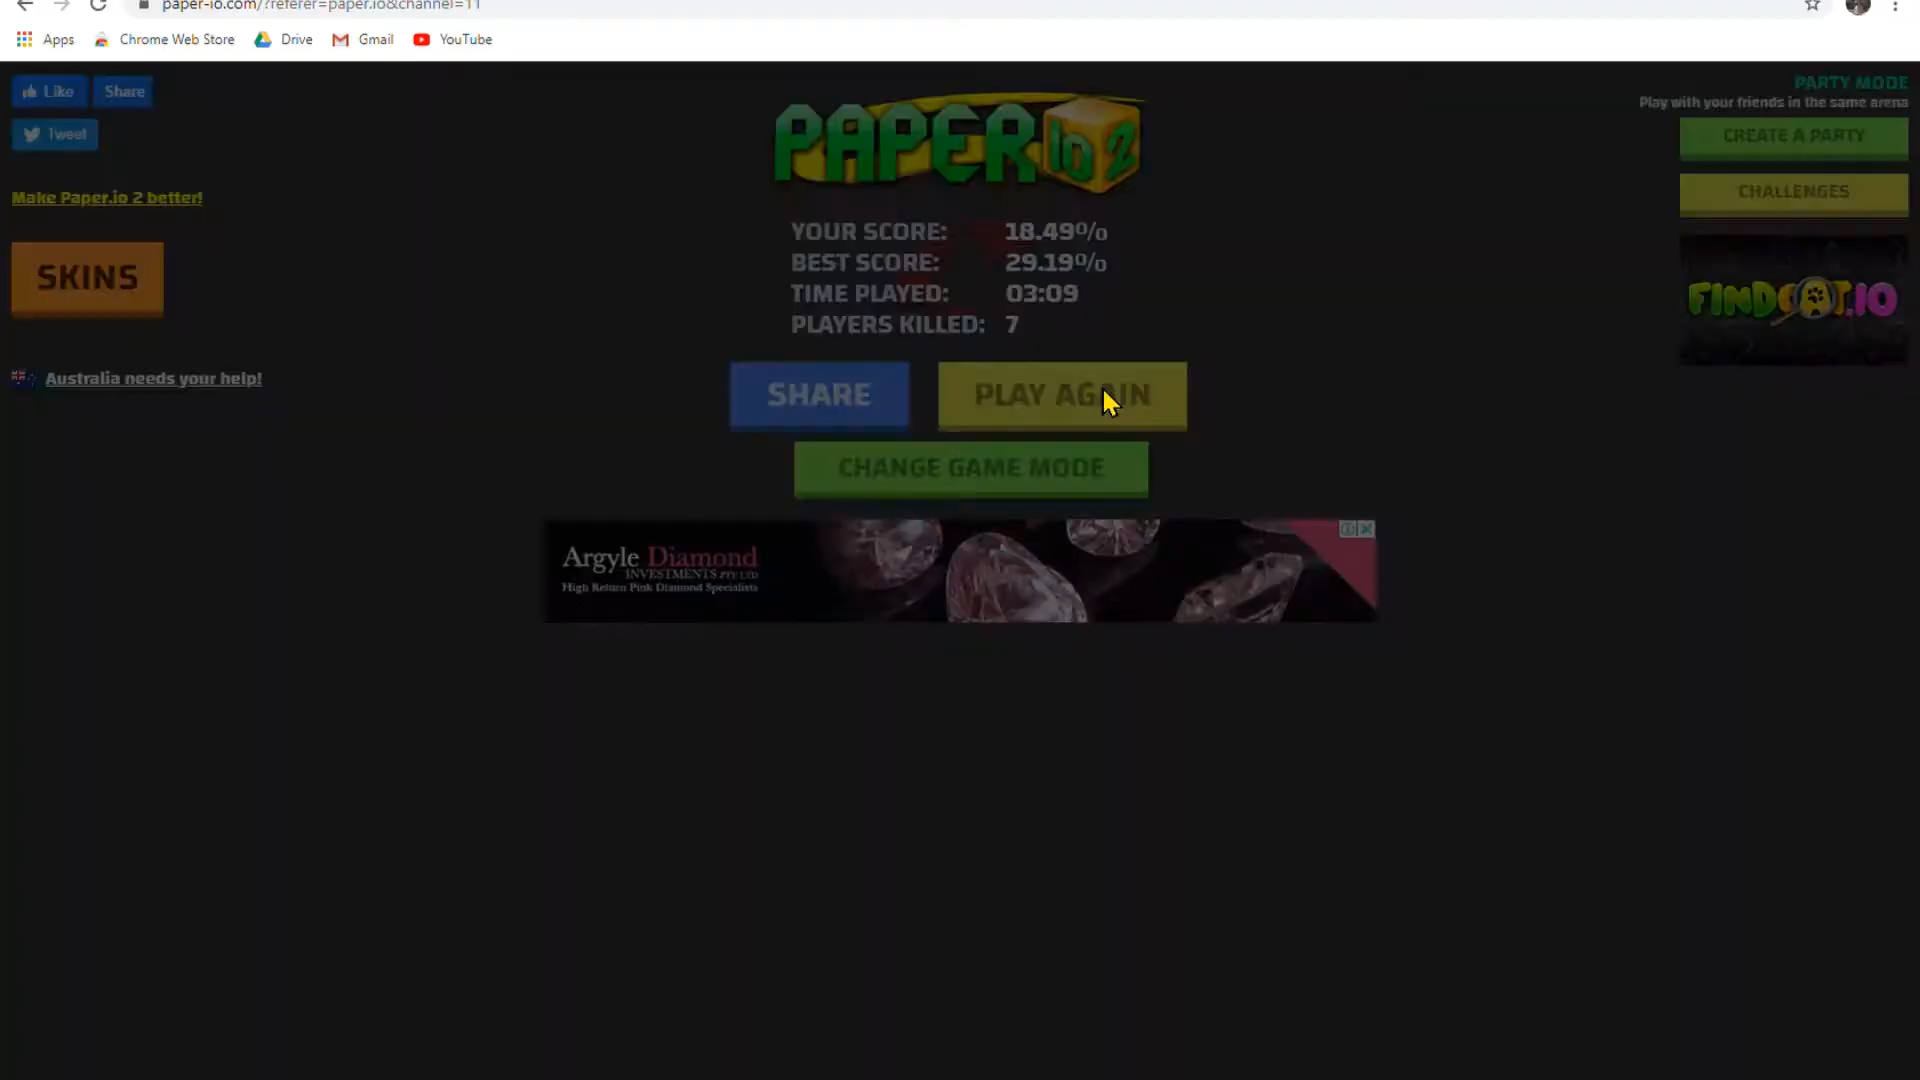 paper-io.com/?referer=paper.io&channel=11
Apps Chrome Web Store Drive Gmail YouTube
Like Share
Tweet
Make Paper.io 2 better!
SKINS
Australia needs your help!
PAPER io 2
YOUR SCORE: 18.49%
BEST SCORE: 29.19%
TIME PLAYED: 03:09
PLAYERS KILLED: 7
SHARE PLAY AGAIN
CHANGE GAME MODE
Argyle Diamond
INVESTMENTS PTY LTD
High Return Pink Diamond Specialists
PARTY MODE
Play with your friends in the same arena
CREATE A PARTY
CHALLENGES
FINDCAT.IO